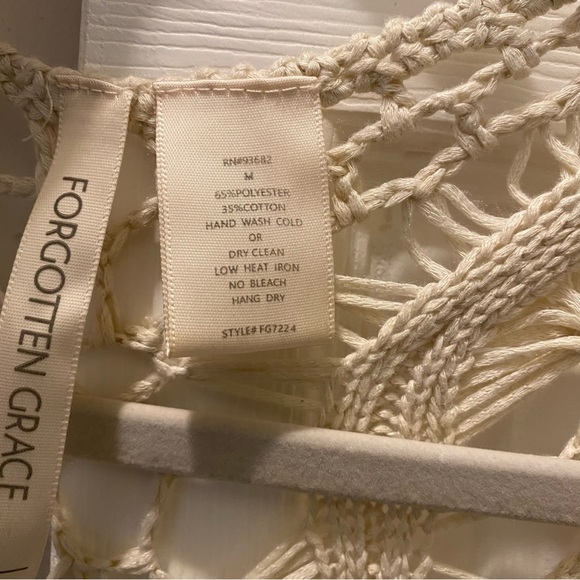 FORGOTTEN GRACE
RN#93682
M
65%POLYESTER
35%COTTON
HAND WASH COLD
OR
DRY CLEAN
LOW HEAT IRON
NO BLEACH
HANG DRY
STYLE# FG7224